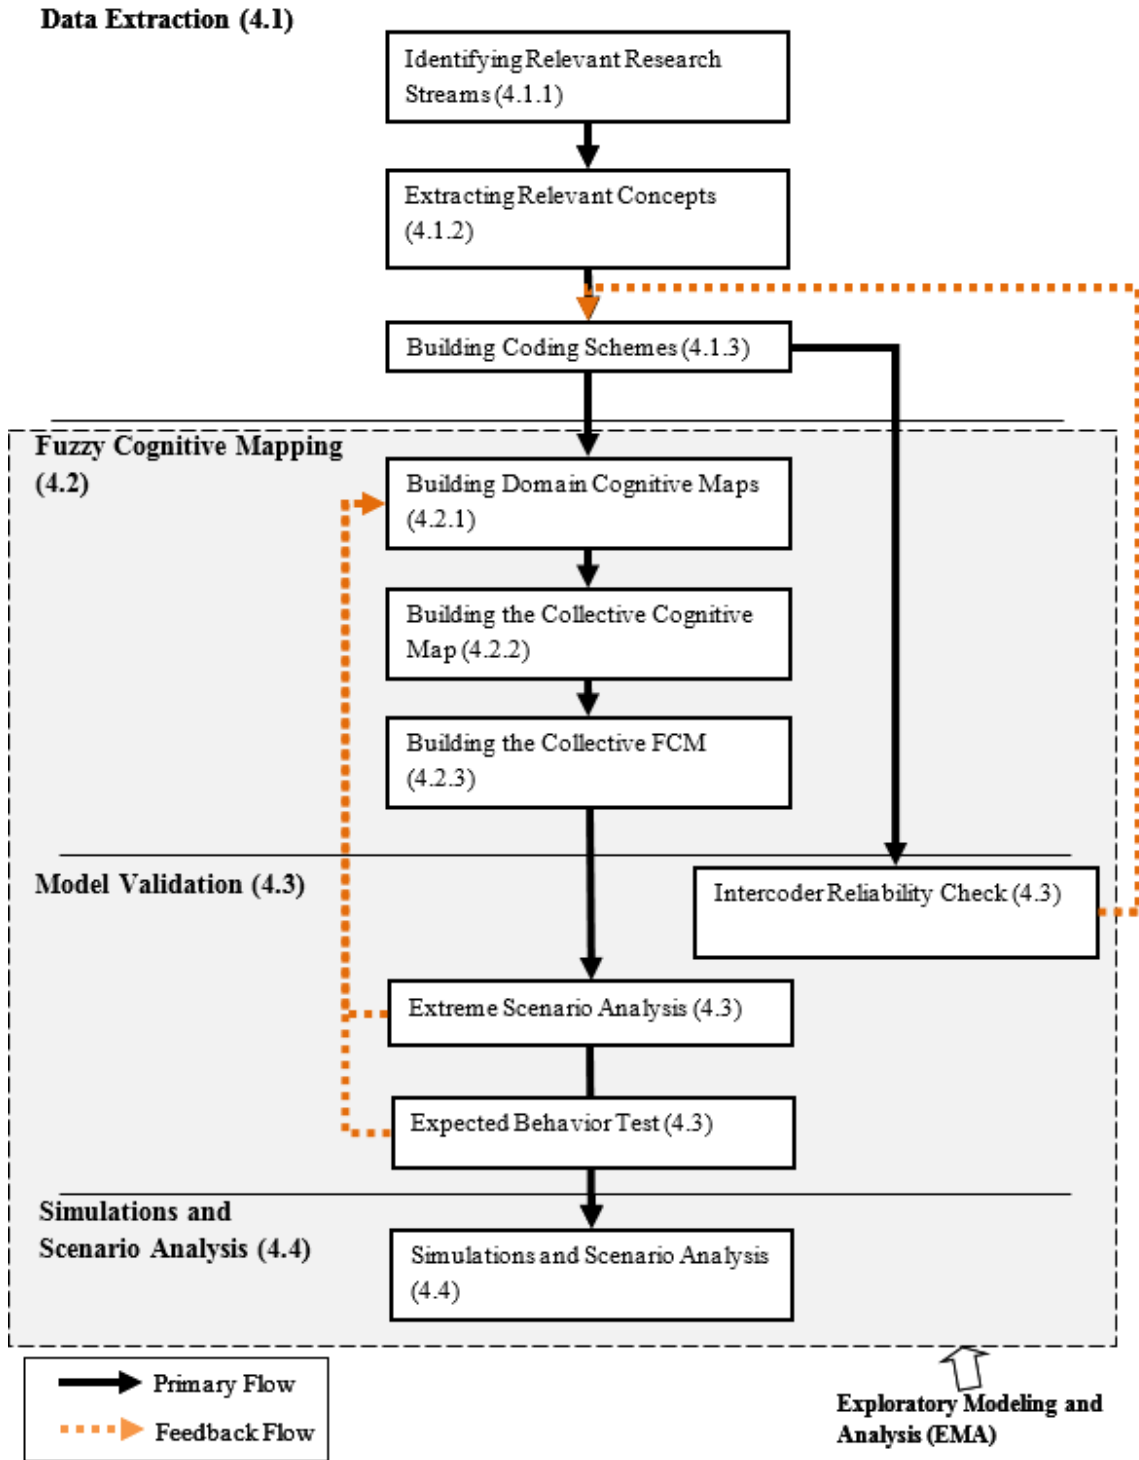 Data Extraction (4.1)
Identifying Relevant Research
Streams (4.1.1)
Extracting Relevant Concepts
(4.1.2)
Building Coding Schemes (4.1.3)
Fuzzy Cognitive Mapping
(4.2)
Building Domain Cognitive Maps
(4.2.1)
Building the Collective Cognitive
Map (4.2.2)
Building the Collective FCM
(4.2.3)
Model Validation (4.3)
Intercoder Reliability Check (4.3)
Extreme Scenario Analysis (4.3)
Expected Behavior Test (4.3)
Simulations and
Scenario Analysis (4.4)
Simulations and Scenario Analysis
(4.4)
Primary Flow
Feedback Flow
Exploratory Modeling and
Analysis (EMA)